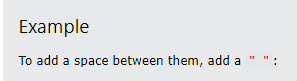 Example
To add a space between them, add a " ":